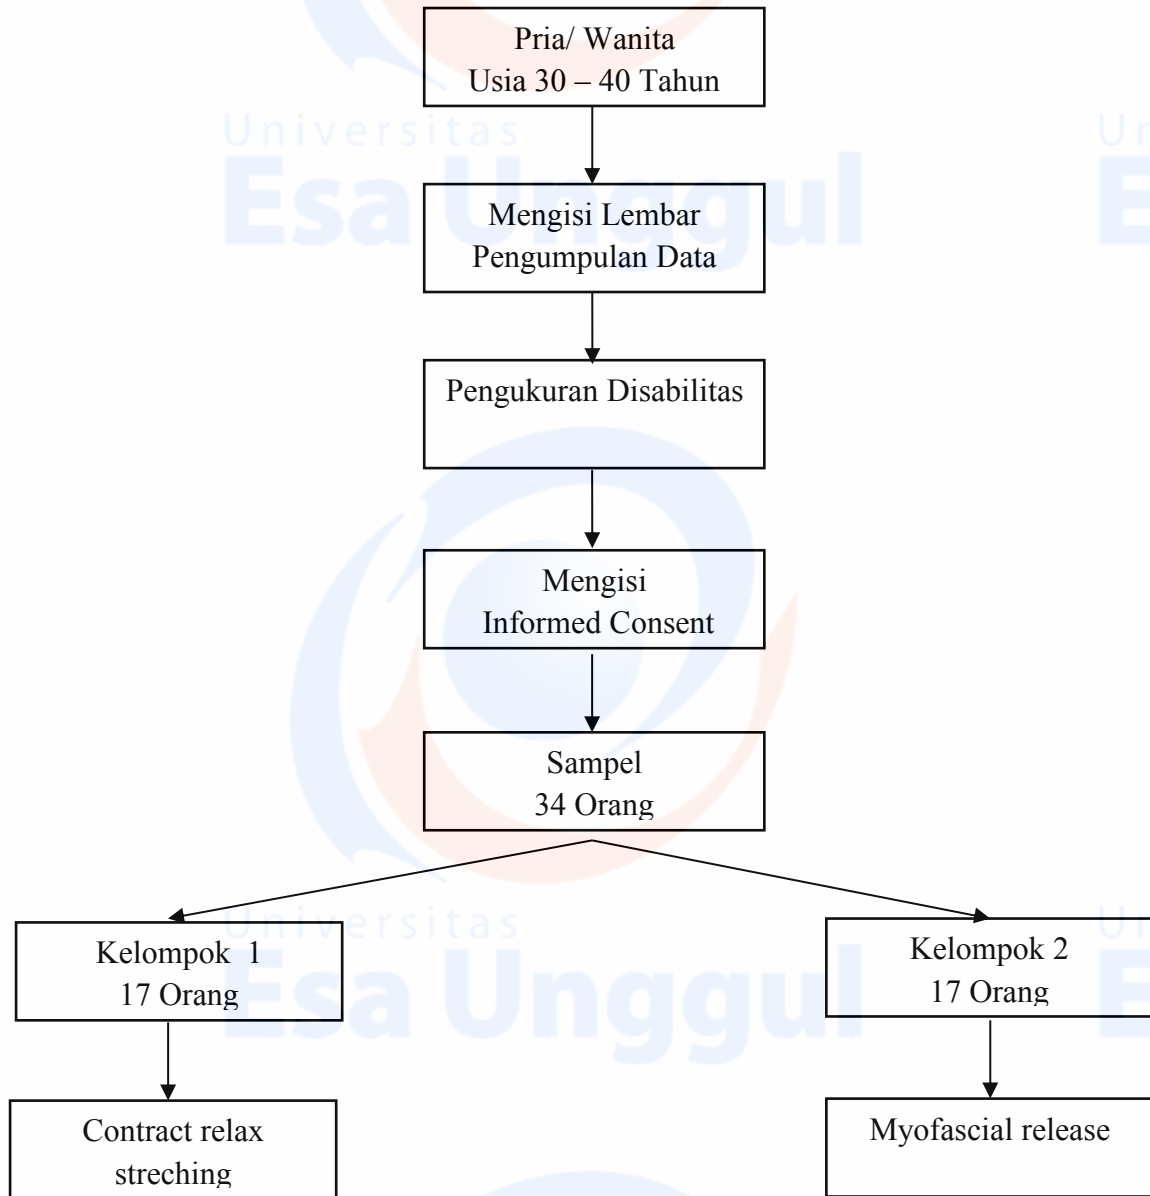 Pria/ Wanita
Usia 30 – 40 Tahun
Universitas
Esa Unggul
Mengisi Lembar
Pengumpulan Data
Pengukuran Disabilitas
Mengisi
Informed Consent
Sampel
34 Orang
Universitas
Esa Unggul
Kelompok 1
17 Orang
Kelompok 2
17 Orang
Contract relax
streching
Myofascial release